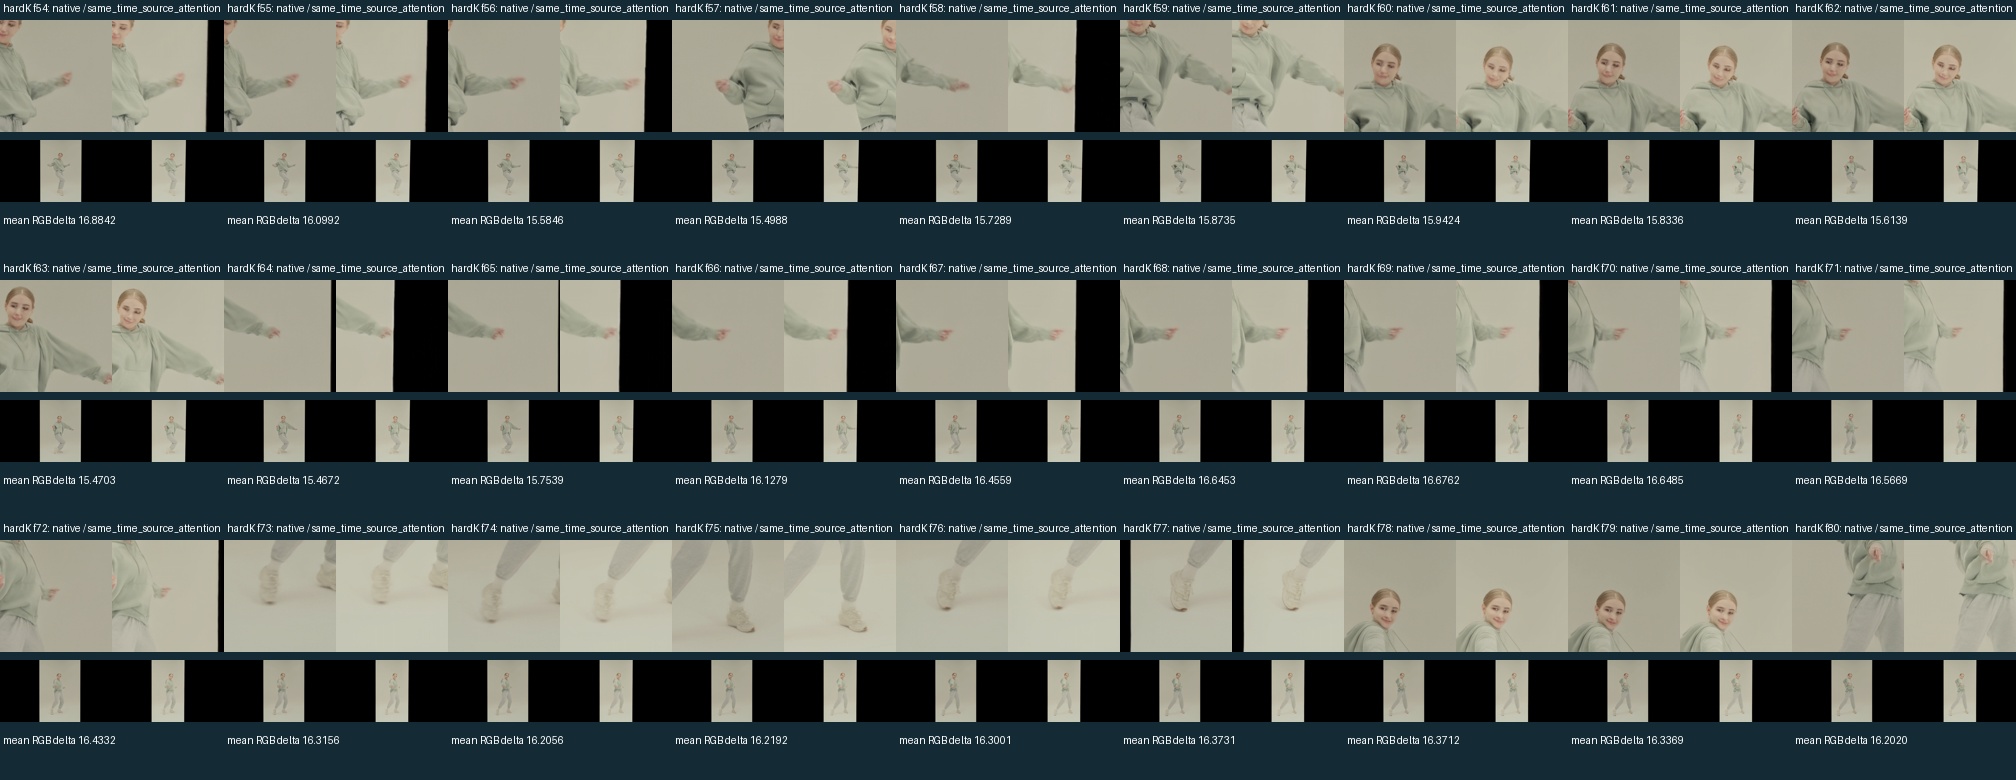 hardK f54: native / same_time_source_attention hardK f55: native / same_time_source_attention hardK f56: native / same_time_source_attention hardK f57: native / same_time_source_attention hardK f58: native / same_time_source_attention hardK f59: native / same_time_source_attention hardK f60: native / same_time_source_attention hardK f61: native / same_time_source_attention hardK f62: native / same_time_source_attention
mean RGB delta 16.8842 mean RGB delta 16.0992 mean RGB delta 15.5846 mean RGB delta 15.4988 mean RGB delta 15.7289 mean RGB delta 15.8735 mean RGB delta 15.9424 mean RGB delta 15.8336 mean RGB delta 15.6139
hardK f63: native / same_time_source_attention hardK f64: native / same_time_source_attention hardK f65: native / same_time_source_attention hardK f66: native / same_time_source_attention hardK f67: native / same_time_source_attention hardK f68: native / same_time_source_attention hardK f69: native / same_time_source_attention hardK f70: native / same_time_source_attention hardK f71: native / same_time_source_attention
mean RGB delta 15.4703 mean RGB delta 15.4672 mean RGB delta 15.7539 mean RGB delta 16.1279 mean RGB delta 16.4559 mean RGB delta 16.6453 mean RGB delta 16.6762 mean RGB delta 16.6485 mean RGB delta 16.5669
hardK f72: native / same_time_source_attention hardK f73: native / same_time_source_attention hardK f74: native / same_time_source_attention hardK f75: native / same_time_source_attention hardK f76: native / same_time_source_attention hardK f77: native / same_time_source_attention hardK f78: native / same_time_source_attention hardK f79: native / same_time_source_attention hardK f80: native / same_time_source_attention
mean RGB delta 16.4332 mean RGB delta 16.3156 mean RGB delta 16.2056 mean RGB delta 16.2192 mean RGB delta 16.3001 mean RGB delta 16.3731 mean RGB delta 16.3712 mean RGB delta 16.3369 mean RGB delta 16.2020